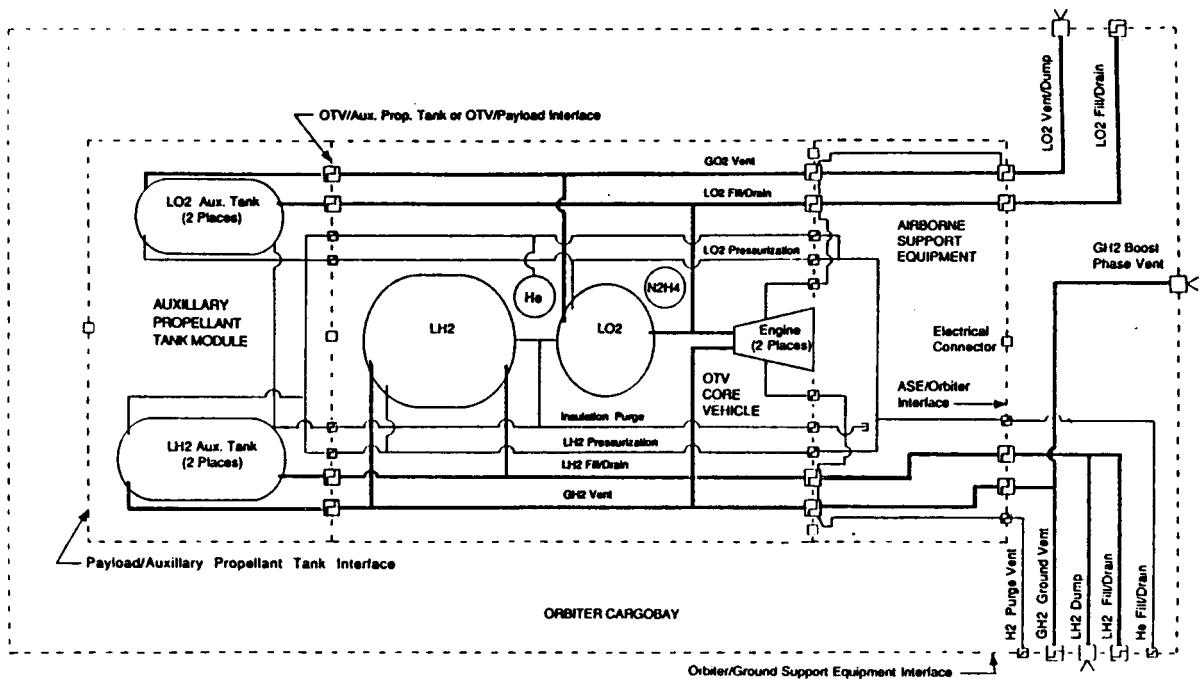 LO2 Vent/Dump
LO2 Fill/Drain
OTV/Aux. Prop. Tank or OTV/Payload Interface
GO2 Vent
LO2 Aux. Tank
(2 Places)
LO2 Fill/Drain
AIRBORNE
SUPPORT
EQUIPMENT
LO2 Pressurization
GH2 Boost
Phase Vent
He
N2H4
AUXILLARY
PROPELLANT
TANK MODULE
LH2
LO2
Engine
(2 Places)
Electrical
Connector
OTV
CORE
VEHICLE
ASE/Orbiter
Interface
Insulation Purge
LH2 Aux. Tank
(2 Places)
LH2 Pressurization
LH2 Fill/Drain
GH2 Vent
Payload/Auxillary Propellant Tank Interface
ORBITER CARGOBAY
H2 Purge Vent
GH2 Ground Vent
LH2 Dump
LH2 Fill/Drain
He Fill/Drain
Orbiter/Ground Support Equipment Interface